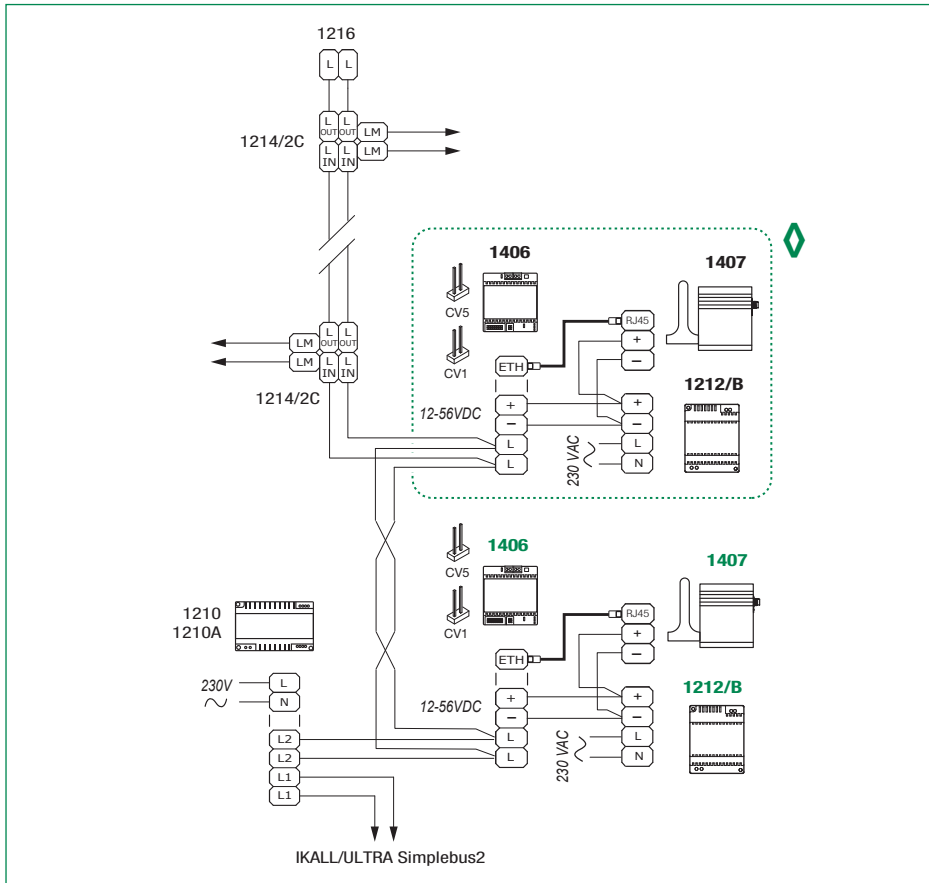 1216
L L
L OUT L OUT LM
1214/2C
L IN L IN LM
1406
1407
CV5
RJ45
+
−
LM L OUT L OUT
CV1
LM L IN L IN
ETH
1212/B
1214/2C
12-56VDC
+ +
− −
L L
L N
230 VAC
1406
1407
CV5
1210
1210A
CV1
RJ45
+
−
ETH
1212/B
230V
L
N
12-56VDC
+ +
− −
L2 L L
L2 L N
230 VAC
L1
L1
IKALL/ULTRA Simplebus2